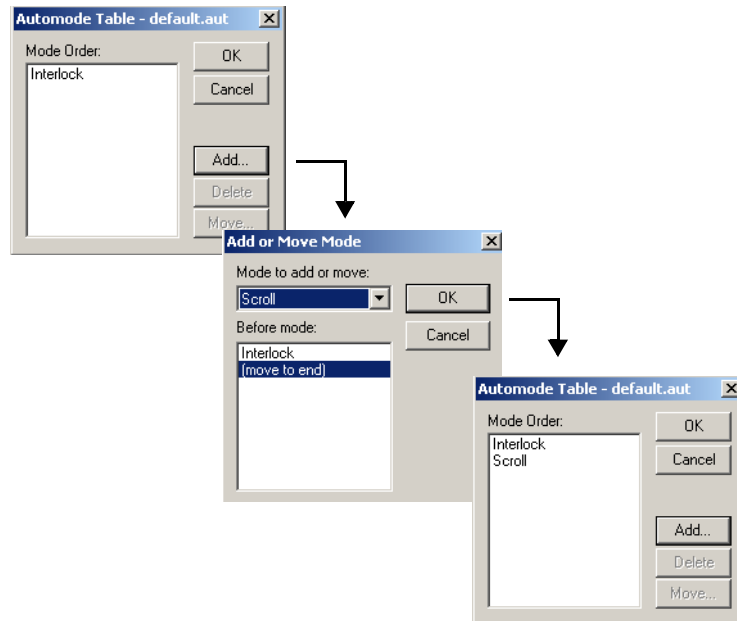 Automode Table - default.aut
Mode Order:
Interlock
OK
Cancel
Add...
Delete
Move...
Add or Move Mode
Mode to add or move:
Scroll
OK
Before mode:
Cancel
Interlock
(move to end)
Automode Table - default.aut
Mode Order:
Interlock
Scroll
OK
Cancel
Add...
Delete
Move...